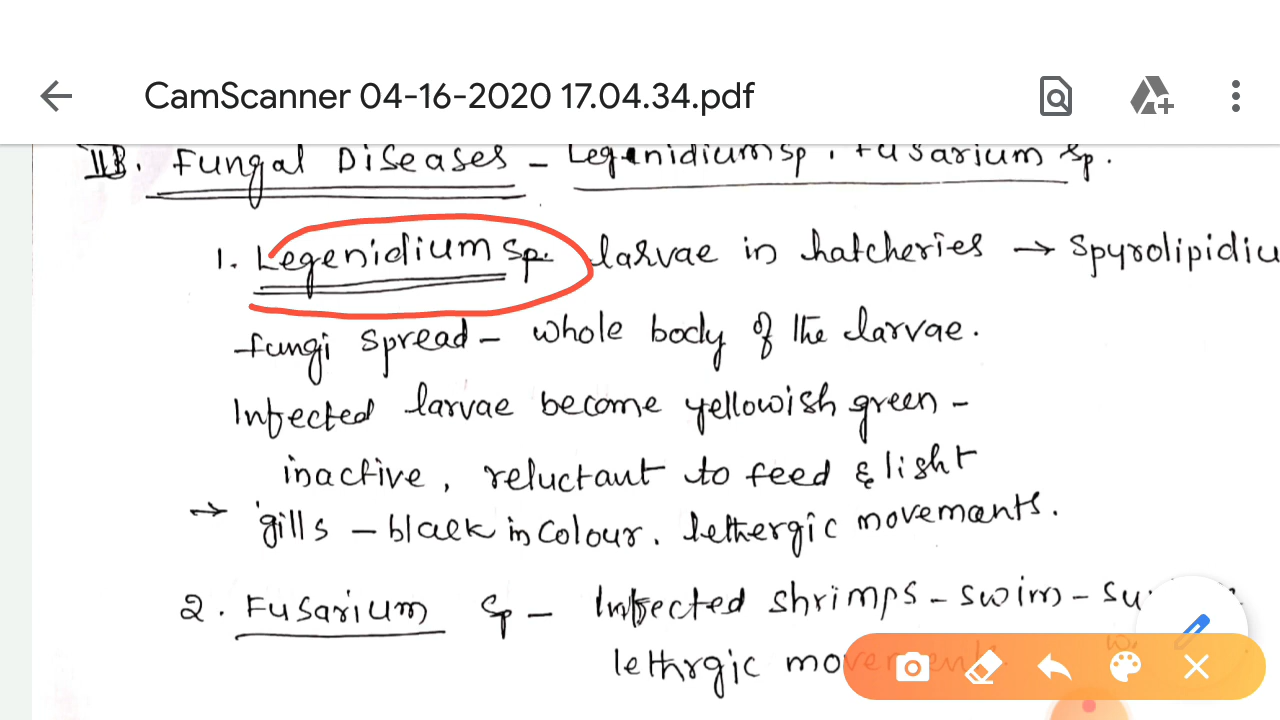 CamScanner 04-16-2020 17.04.34.pdf
IIB. Fungal Diseases - Legenidium sp, Fusarium sp.
1. Legenidium sp. larvae in hatcheries → Spyrolipidiu
fungi spread - whole body of the larvae.
Infected larvae become yellowish green -
inactive, reluctant to feed & light
→ gills - black in colour. lethergic movements.
2. Fusarium sp - Infected shrimps - swim - su
lethrgic movements